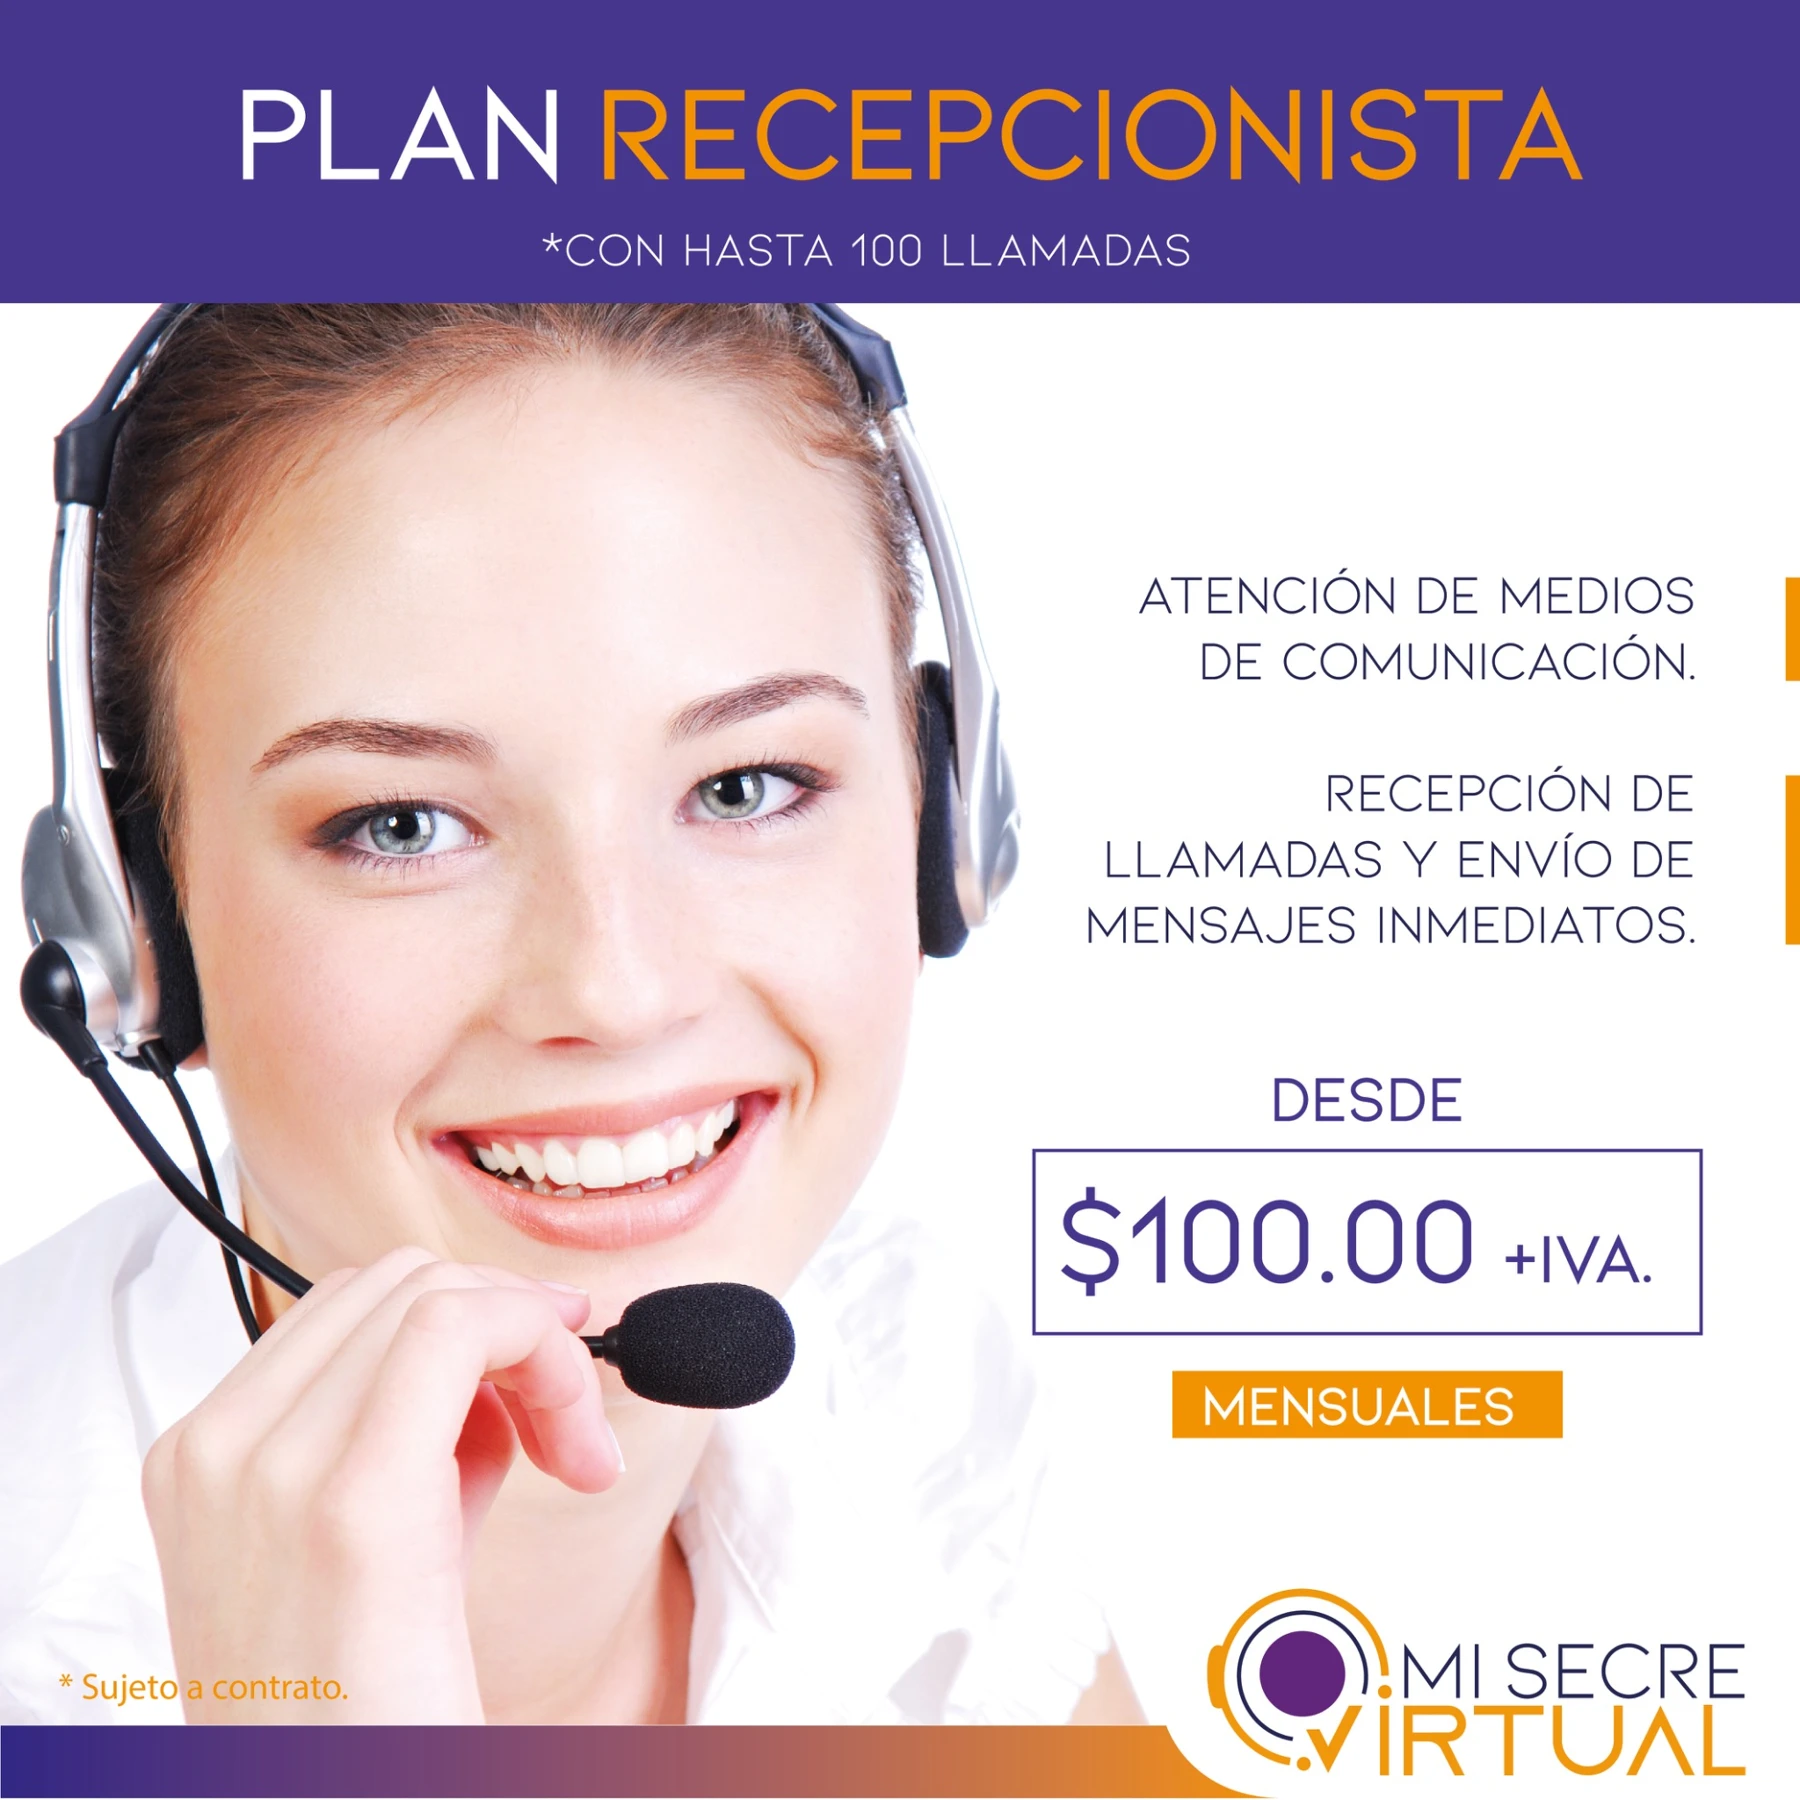 PLAN RECEPCIONISTA
*CON HASTA 100 LLAMADAS
ATENCIÓN DE MEDIOS
DE COMUNICACIÓN.
RECEPCIÓN DE
LLAMADAS Y ENVÍO DE
MENSAJES INMEDIATOS.
DESDE
$100.00 +IVA.
MENSUALES
* Sujeto a contrato.
MI SECRE
VIRTUAL